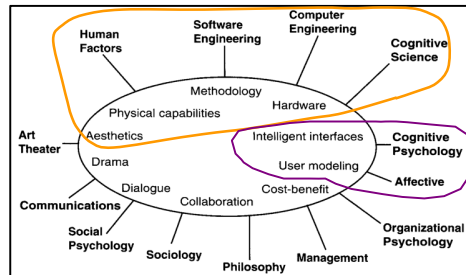 Software
Engineering
Computer
Engineering
Human
Factors
Cognitive
Science
Methodology
Physical capabilities
Hardware
Art
Theater
Aesthetics
Intelligent interfaces
Cognitive
Psychology
Drama
User modeling
Affective
Dialogue
Cost-benefit
Communications
Collaboration
Social
Psychology
Organizational
Psychology
Sociology
Management
Philosophy